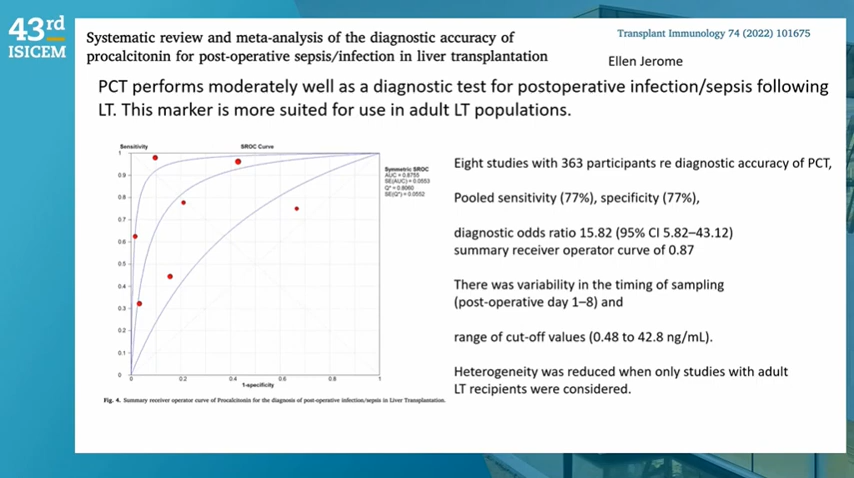 43rd
ISICEM
Systematic review and meta-analysis of the diagnostic accuracy of
procalcitonin for post-operative sepsis/infection in liver transplantation
Transplant Immunology 74 (2022) 101675
Ellen Jerome
PCT performs moderately well as a diagnostic test for postoperative infection/sepsis following
LT. This marker is more suited for use in adult LT populations.
Sensitivity
SROC Curve
1
0.9
0.8
0.7
0.6
0.5
0.4
0.3
0.2
0.1
0
0
0.2
0.4
0.6
0.8
1
1-specificity
Symmetric SROC
AUC = 0.8755
SE(AUC) = 0.0553
Q* = 0.8060
SE(Q*) = 0.0552
Fig. 4. Summary receiver operator curve of Procalcitonin for the diagnosis of post-operative infection/sepsis in Liver Transplantation.
Eight studies with 363 participants re diagnostic accuracy of PCT,
Pooled sensitivity (77%), specificity (77%),
diagnostic odds ratio 15.82 (95% CI 5.82–43.12)
summary receiver operator curve of 0.87
There was variability in the timing of sampling
(post-operative day 1–8) and
range of cut-off values (0.48 to 42.8 ng/mL).
Heterogeneity was reduced when only studies with adult
LT recipients were considered.